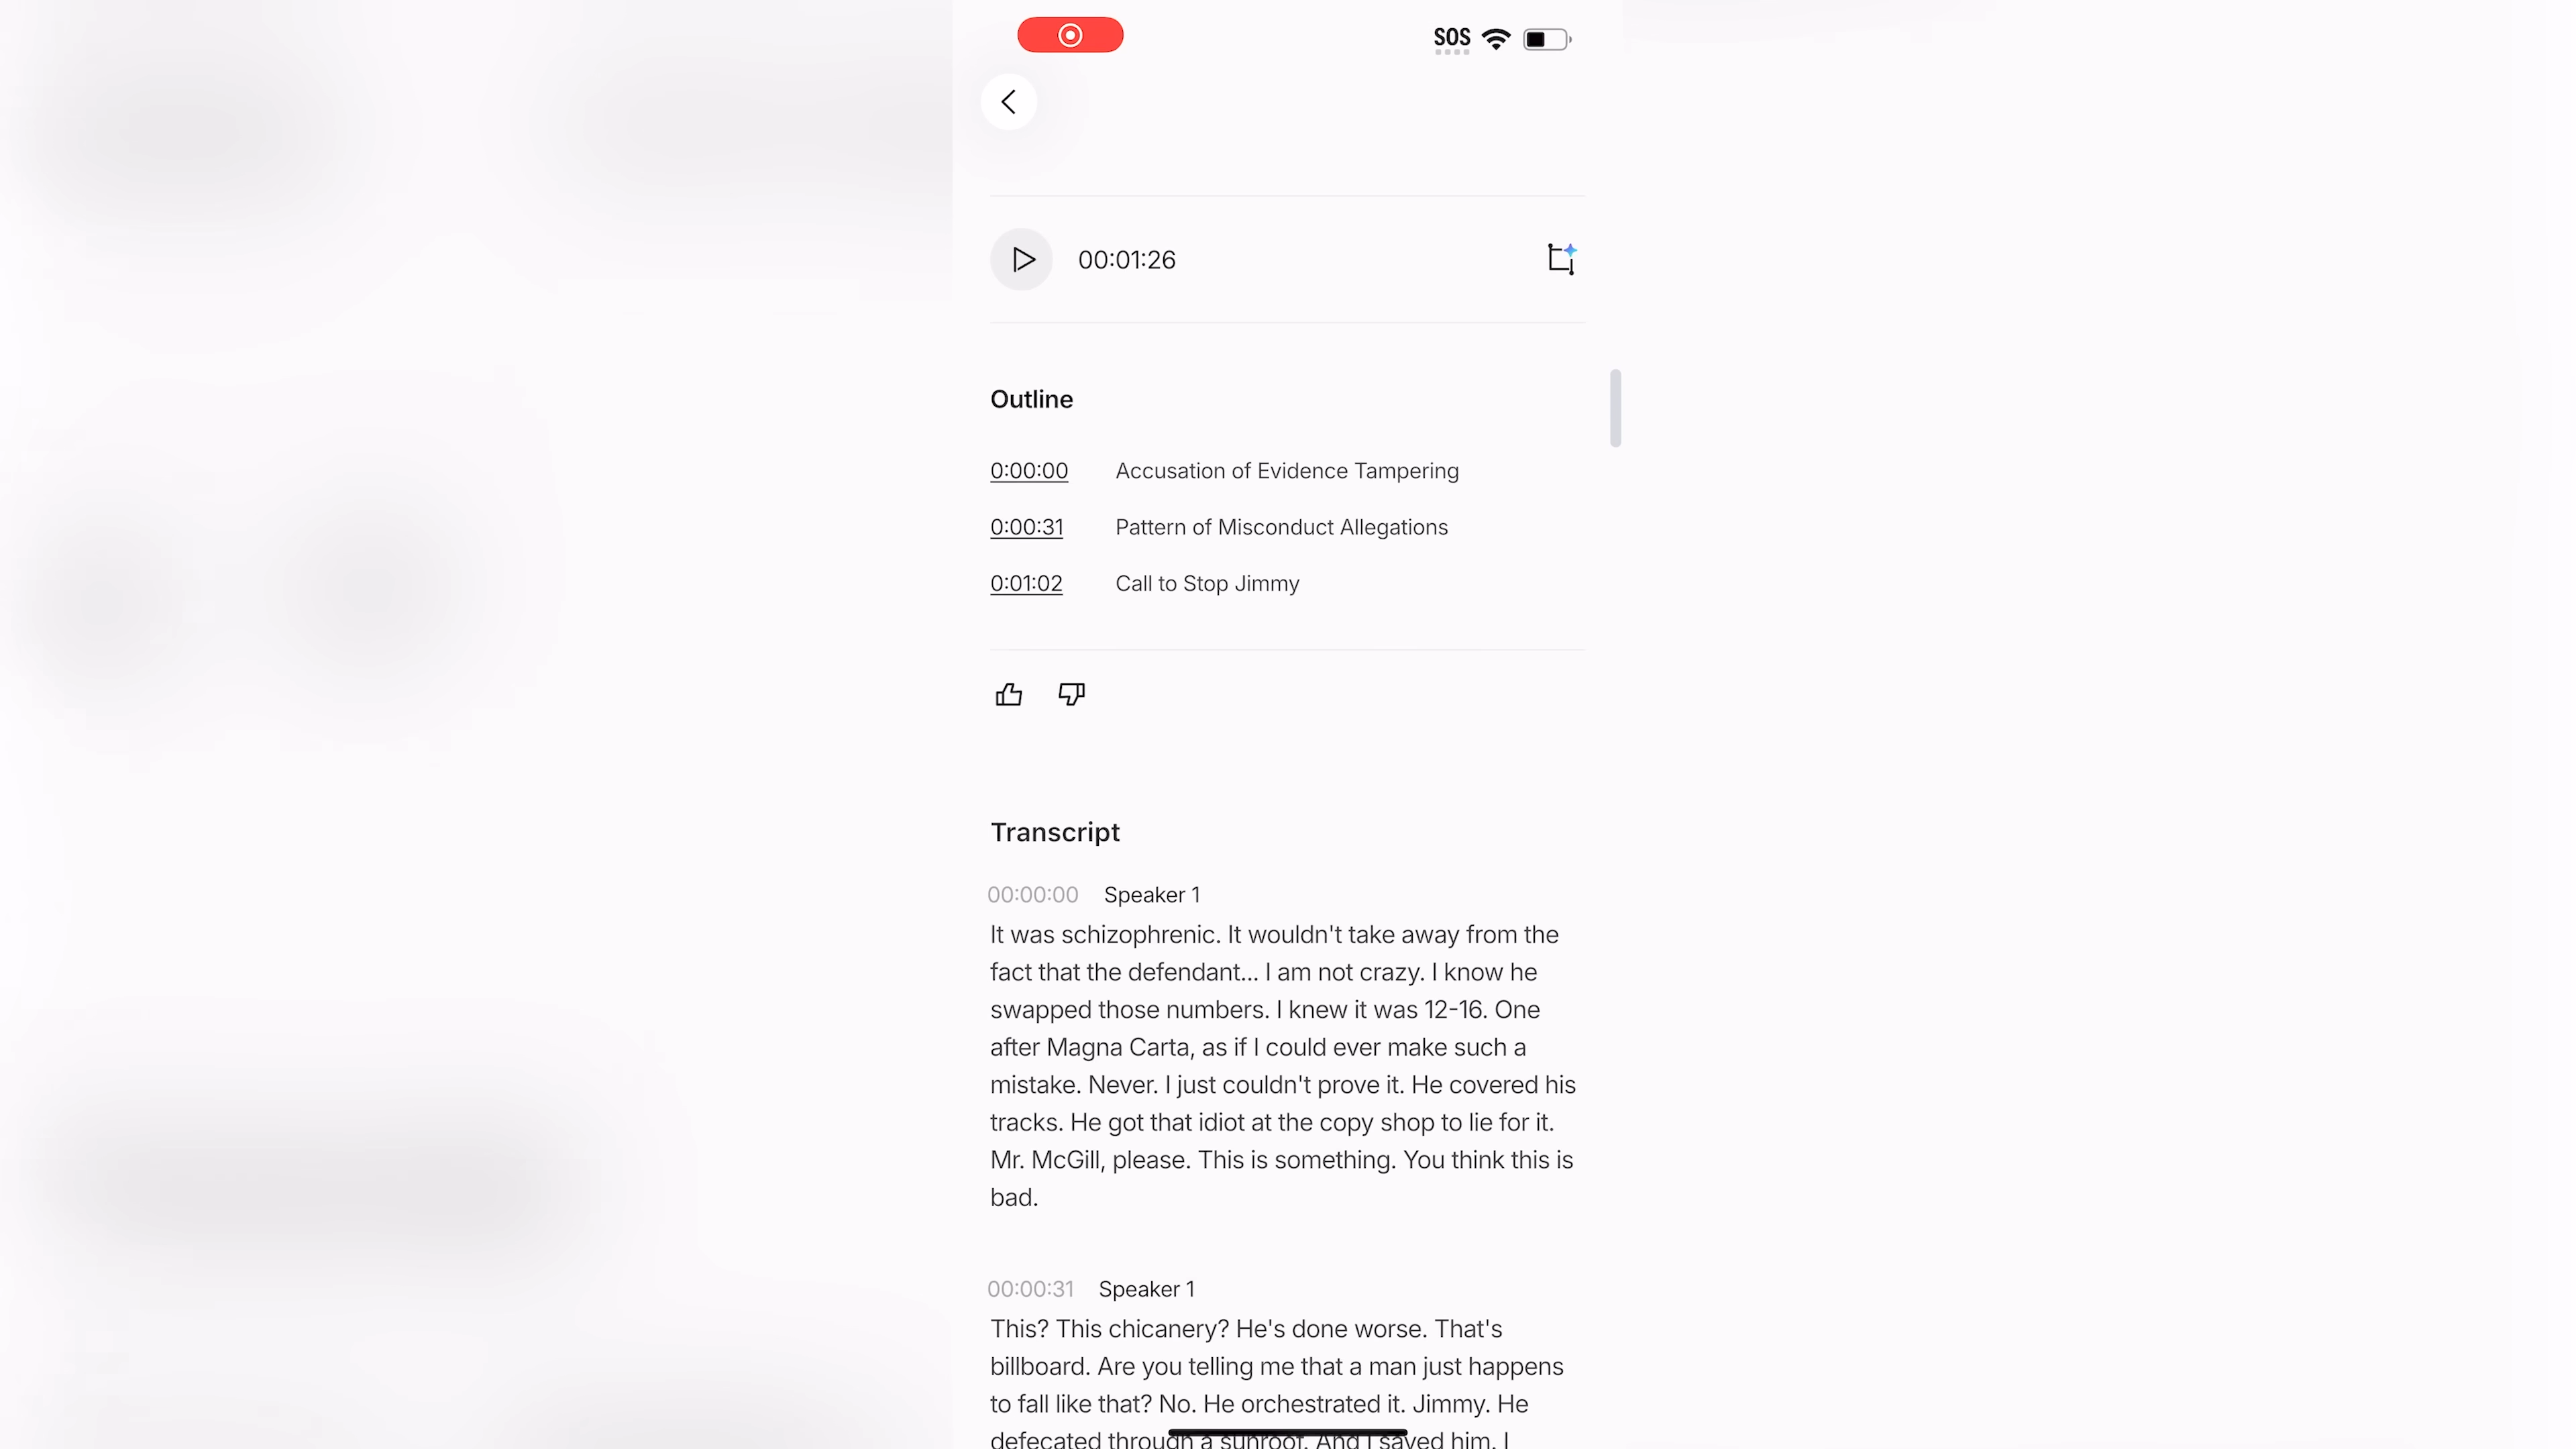 SOS
00:01:26
Outline
0:00:00 Accusation of Evidence Tampering
0:00:31 Pattern of Misconduct Allegations
0:01:02 Call to Stop Jimmy
Transcript
00:00:00 Speaker 1
It was schizophrenic. It wouldn't take away from the
fact that the defendant... I am not crazy. I know he
swapped those numbers. I knew it was 12-16. One
after Magna Carta, as if I could ever make such a
mistake. Never. I just couldn't prove it. He covered his
tracks. He got that idiot at the copy shop to lie for it.
Mr. McGill, please. This is something. You think this is
bad.
00:00:31 Speaker 1
This? This chicanery? He's done worse. That's
billboard. Are you telling me that a man just happens
to fall like that? No. He orchestrated it. Jimmy. He
defecated through a sunroof. And I saved him. I